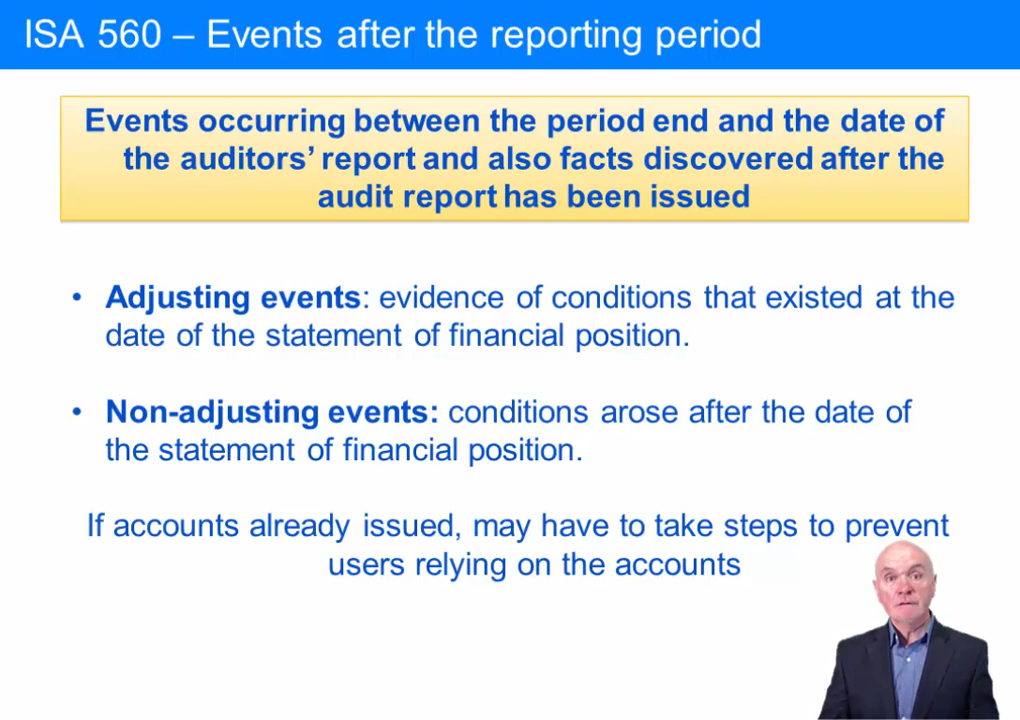 ISA 560 – Events after the reporting period
Events occurring between the period end and the date of
the auditors’ report and also facts discovered after the
audit report has been issued
• Adjusting events: evidence of conditions that existed at the
date of the statement of financial position.
• Non-adjusting events: conditions arose after the date of
the statement of financial position.
If accounts already issued, may have to take steps to prevent
users relying on the accounts